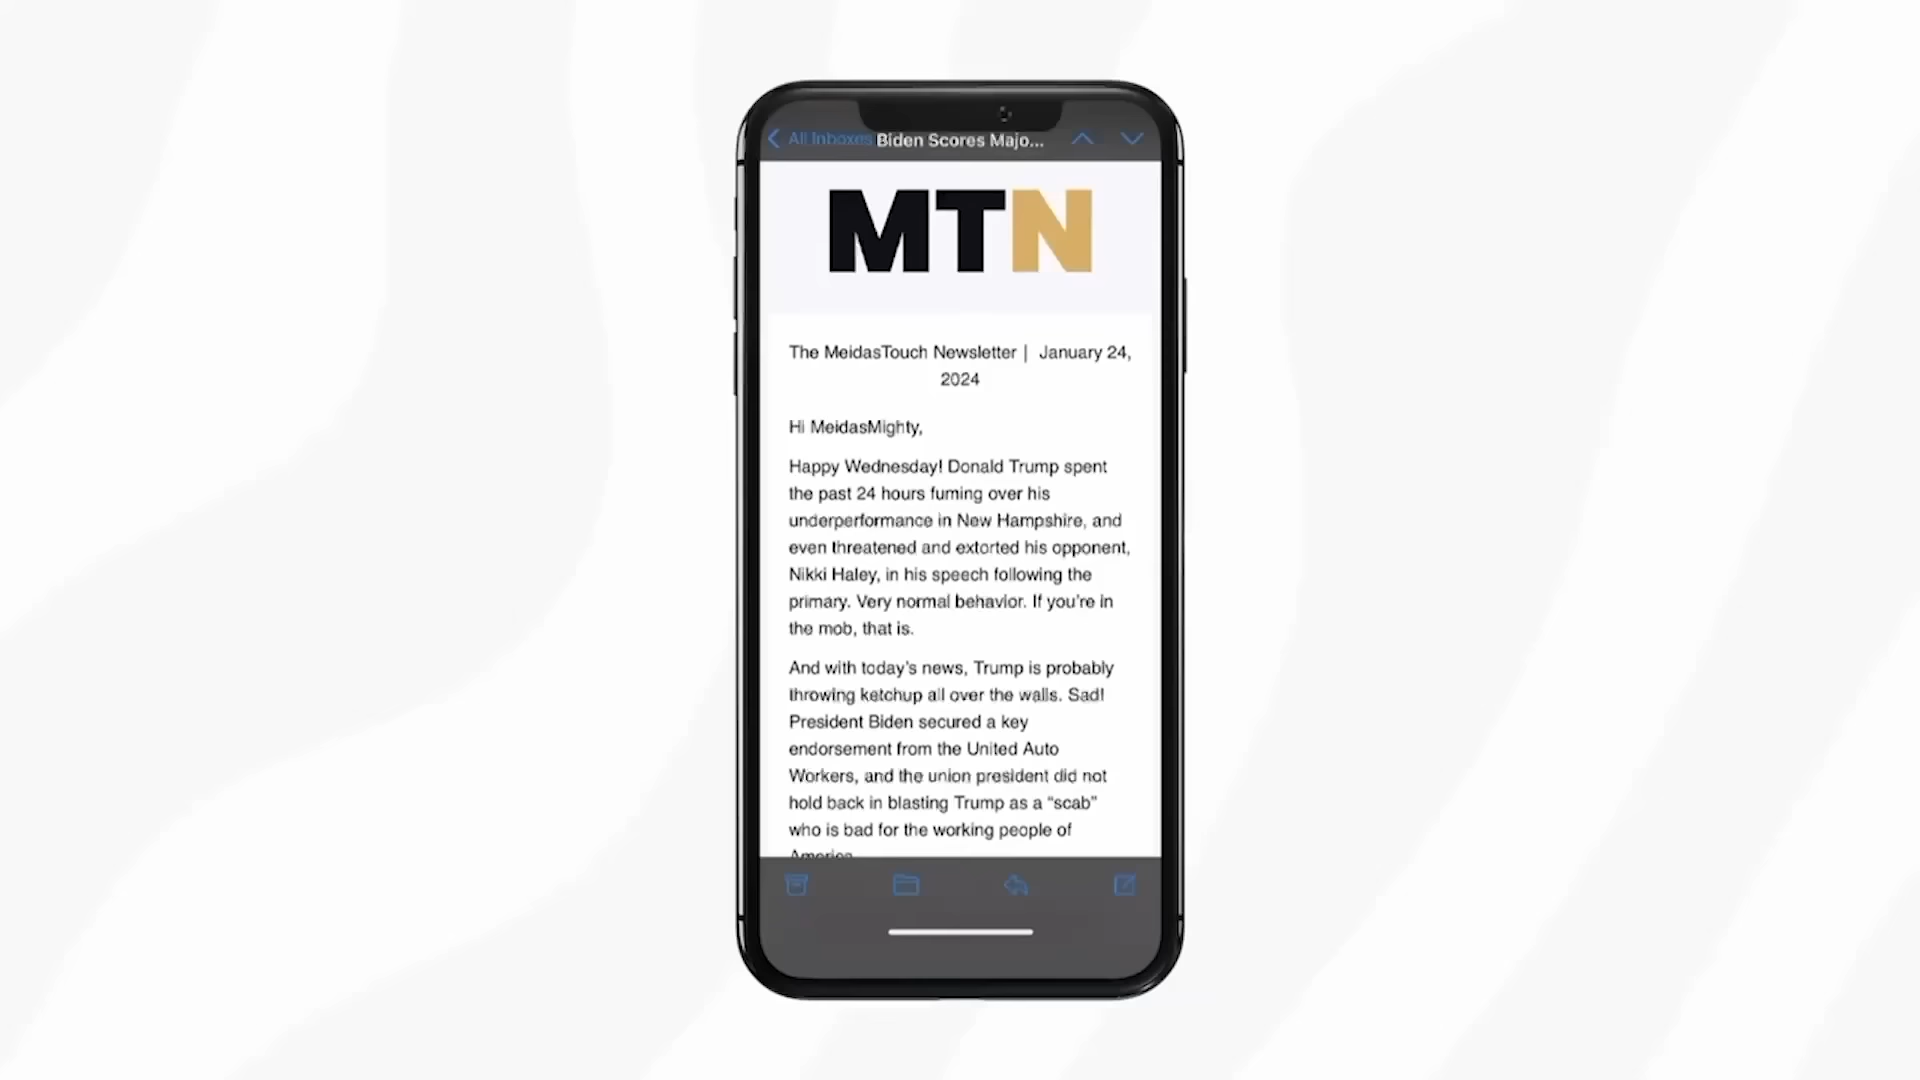 All Inboxes Biden Scores Majo...
MTN
The MeidasTouch Newsletter | January 24,
2024
Hi MeidasMighty,
Happy Wednesday! Donald Trump spent
the past 24 hours fuming over his
underperformance in New Hampshire, and
even threatened and extorted his opponent,
Nikki Haley, in his speech following the
primary. Very normal behavior. If you’re in
the mob, that is.
And with today’s news, Trump is probably
throwing ketchup all over the walls. Sad!
President Biden secured a key
endorsement from the United Auto
Workers, and the union president did not
hold back in blasting Trump as a “scab”
who is bad for the working people of
America